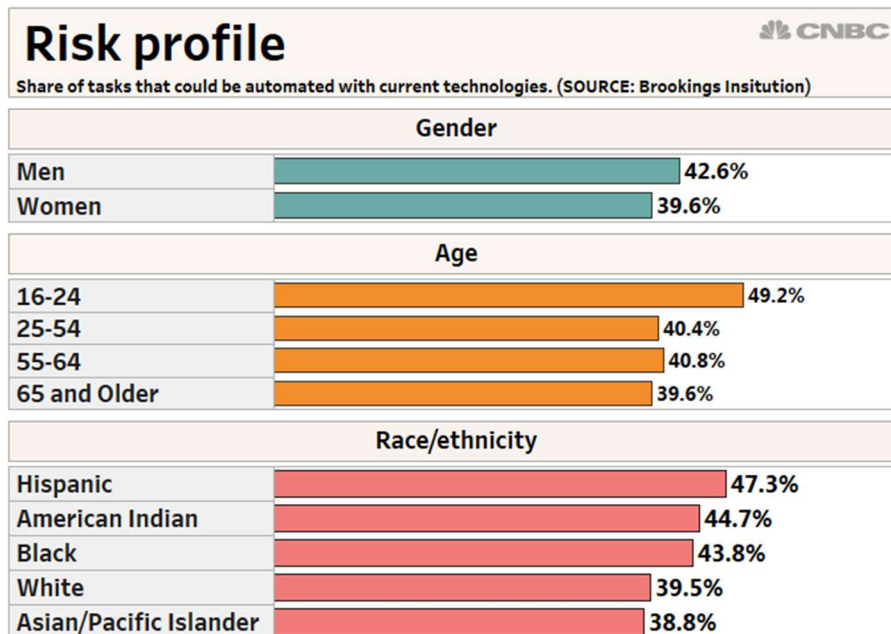 Risk profile
CNBC
Share of tasks that could be automated with current technologies. (SOURCE: Brookings Insitution)
Gender
Men 42.6%
Women 39.6%
Age
16-24 49.2%
25-54 40.4%
55-64 40.8%
65 and Older 39.6%
Race/ethnicity
Hispanic 47.3%
American Indian 44.7%
Black 43.8%
White 39.5%
Asian/Pacific Islander 38.8%